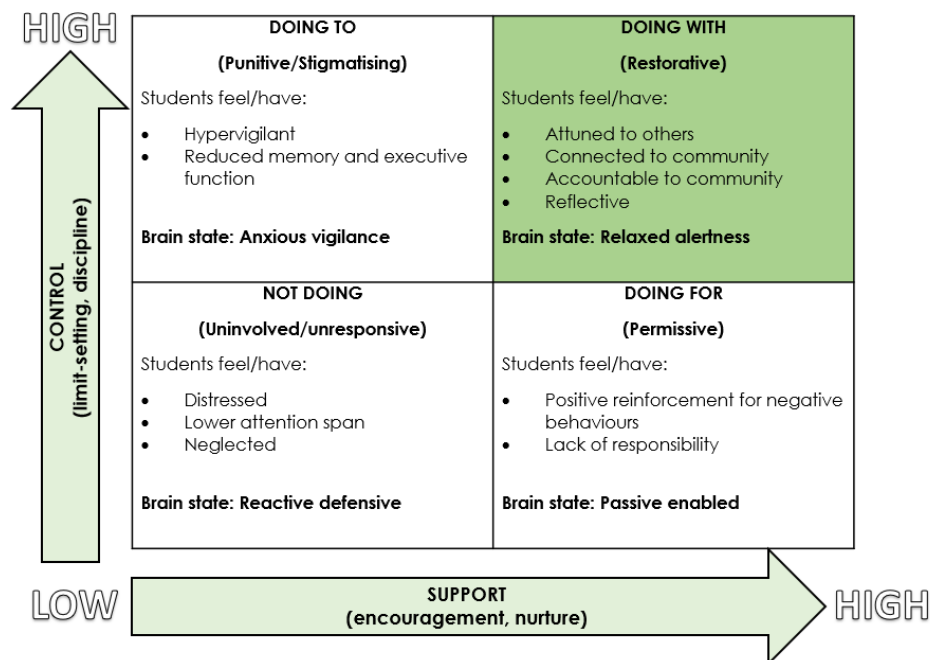 HIGH
DOING TO
(Punitive/Stigmatising)
Students feel/have:
• Hypervigilant
• Reduced memory and executive
function
Brain state: Anxious vigilance
DOING WITH
(Restorative)
Students feel/have:
• Attuned to others
• Connected to community
• Accountable to community
• Reflective
Brain state: Relaxed alertness
CONTROL
(limit-setting, discipline)
NOT DOING
(Uninvolved/unresponsive)
Students feel/have:
• Distressed
• Lower attention span
• Neglected
Brain state: Reactive defensive
DOING FOR
(Permissive)
Students feel/have:
• Positive reinforcement for negative
behaviours
• Lack of responsibility
Brain state: Passive enabled
LOW
SUPPORT
(encouragement, nurture)
HIGH